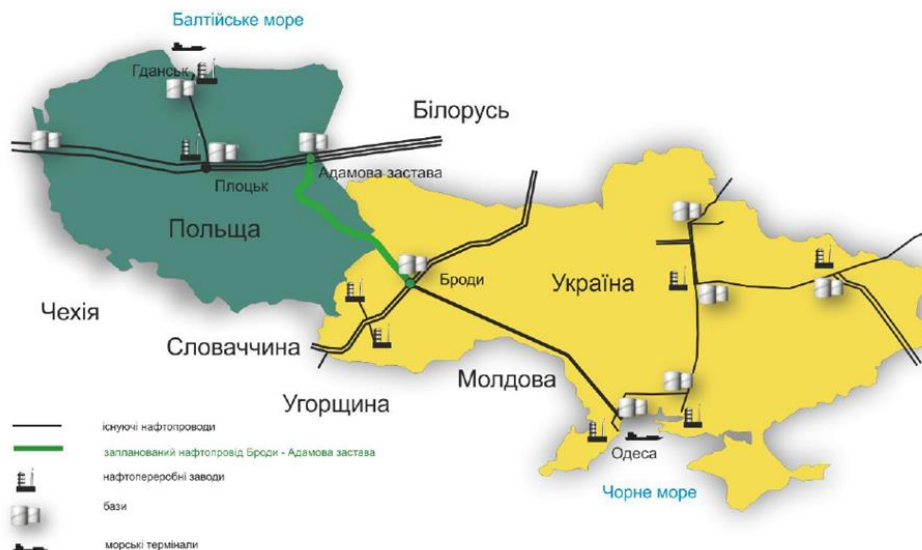 Балтійське море
Гданськ
Білорусь
Адамова застава
Плоцьк
Польща
Броди
Україна
Чехія
Словаччина
Молдова
Угорщина
Одеса
Чорне море
існуючі нафтопроводи
запланований нафтопровід Броди - Адамова застава
нафтопереробні заводи
бази
морські термінали